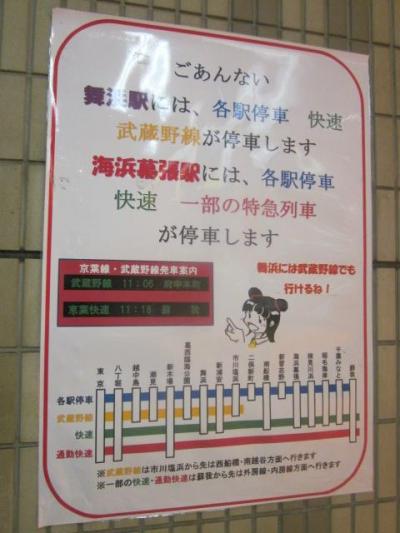 ごあんない
舞浜駅には、各駅停車 快速
武蔵野線が停車します
海浜幕張駅には、各駅停車
快速 一部の特急列車
が停車します
京葉線・武蔵野線発車案内
武蔵野線 11:06 府中本町
京葉快速 11:18 蘇我
舞浜には武蔵野線でも
行けるね!
東京
八丁堀
越中島
潮見
新木場
葛西臨海公園
舞浜
新浦安
市川塩浜
二俣新町
南船橋
新習志野
海浜幕張
検見川浜
稲毛海岸
千葉みなと
蘇我
各駅停車
武蔵野線
快速
通勤快速
※武蔵野線は市川塩浜から先は西船橋・南越谷方面へ行きます
※一部の快速・通勤快速は蘇我から先は外房線・内房線方面へ行きます